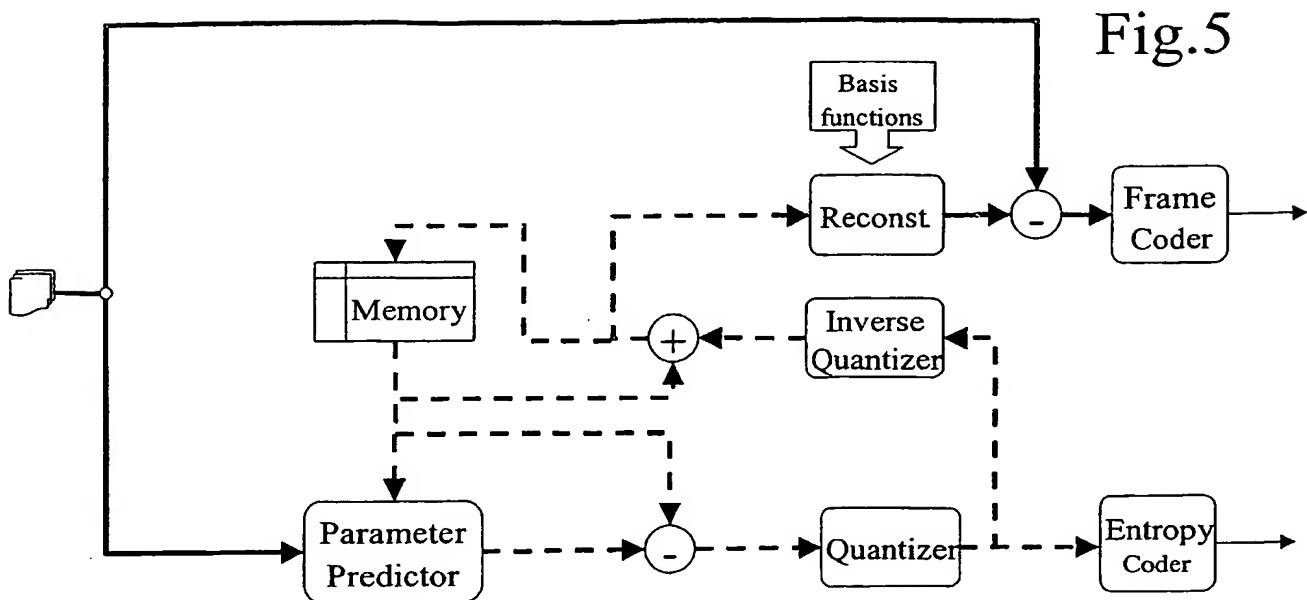 Fig.5
Basis
functions
Reconst.
-
Frame
Coder
Memory
+
Inverse
Quantizer
Parameter
Predictor
-
Quantizer
Entropy
Coder